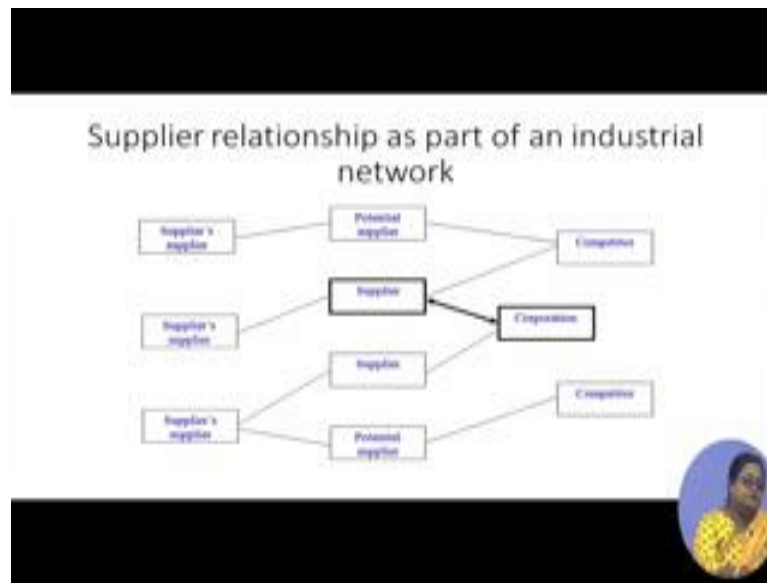 Supplier relationship as part of an industrial
network
Potential
supplier
Supplier's
supplier
Competitor
Supplier
Corporation
Supplier's
supplier
Supplier
Competitor
Supplier's
supplier
Potential
supplier